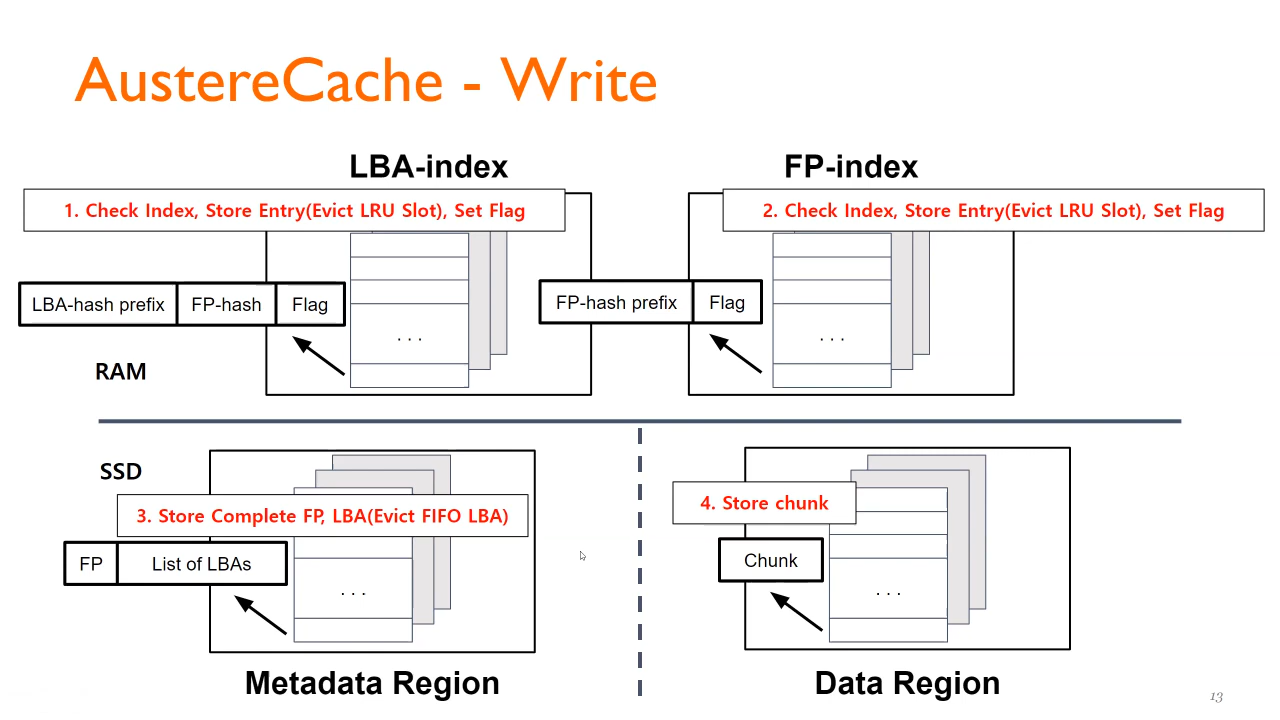 AustereCache - Write
LBA-index
FP-index
1. Check Index, Store Entry(Evict LRU Slot), Set Flag
2. Check Index, Store Entry(Evict LRU Slot), Set Flag
LBA-hash prefix
FP-hash
Flag
FP-hash prefix
Flag
. . .
. . .
RAM
SSD
3. Store Complete FP, LBA(Evict FIFO LBA)
4. Store chunk
FP
List of LBAs
Chunk
. . .
. . .
Metadata Region
Data Region
13